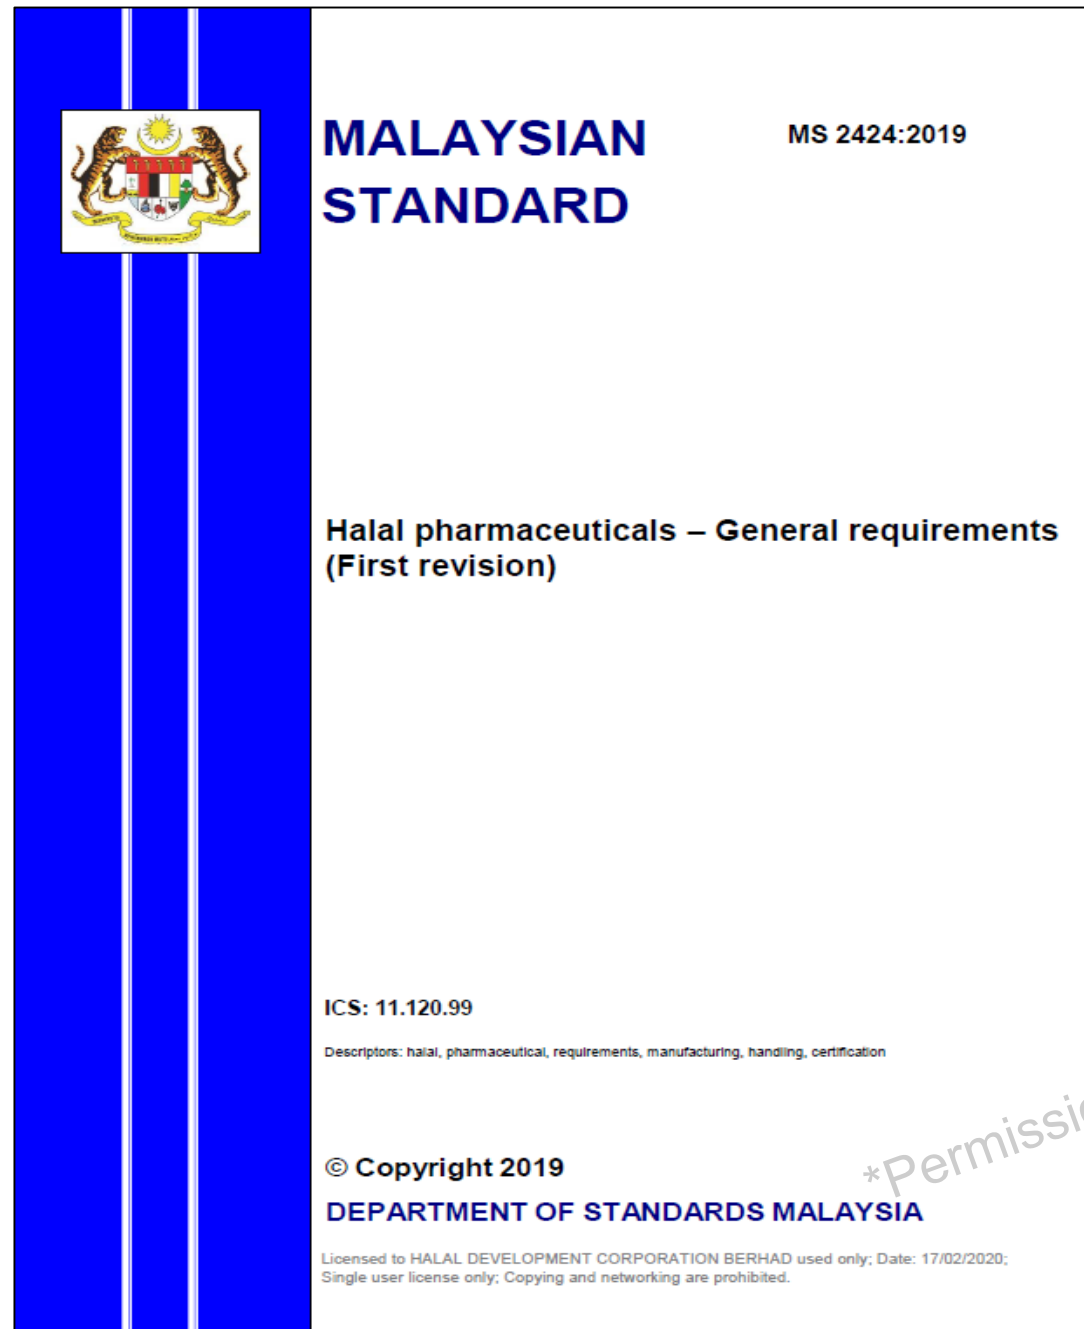 MALAYSIAN
STANDARD
MS 2424:2019
Halal pharmaceuticals – General requirements
(First revision)
ICS: 11.120.99
Descriptors: halal, pharmaceutical, requirements, manufacturing, handling, certification
© Copyright 2019
DEPARTMENT OF STANDARDS MALAYSIA
Licensed to HALAL DEVELOPMENT CORPORATION BERHAD used only; Date: 17/02/2020;
Single user license only; Copying and networking are prohibited.